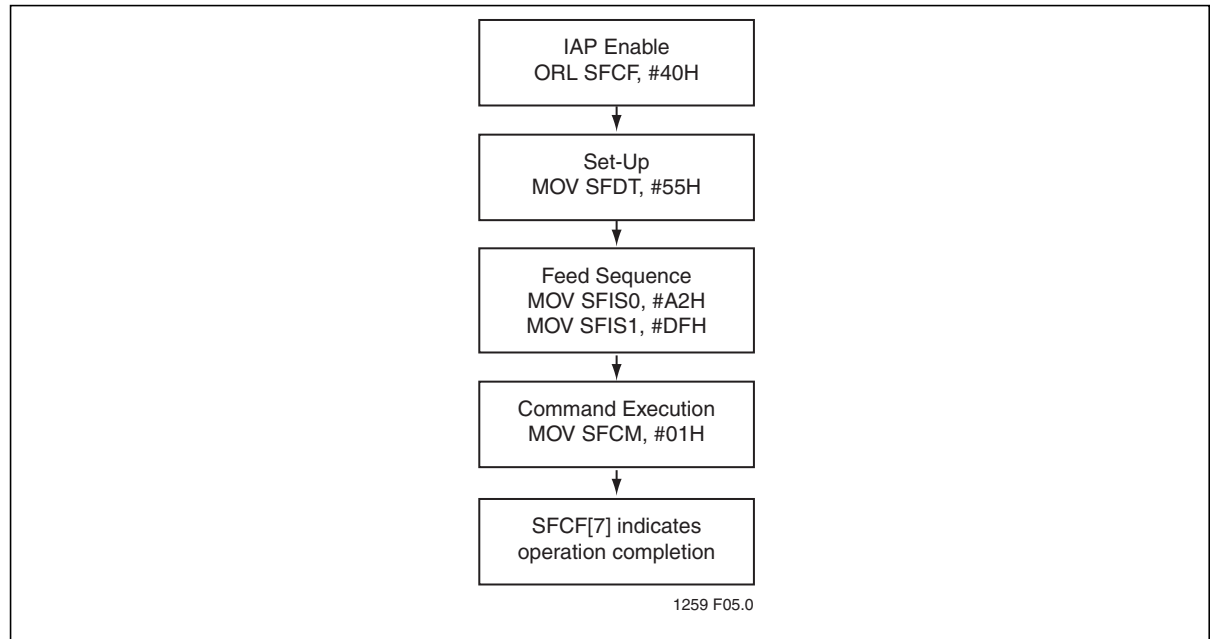 IAP Enable
ORL SFCF, #40H
Set-Up
MOV SFDT, #55H
Feed Sequence
MOV SFIS0, #A2H
MOV SFIS1, #DFH
Command Execution
MOV SFCM, #01H
SFCF[7] indicates
operation completion
1259 F05.0